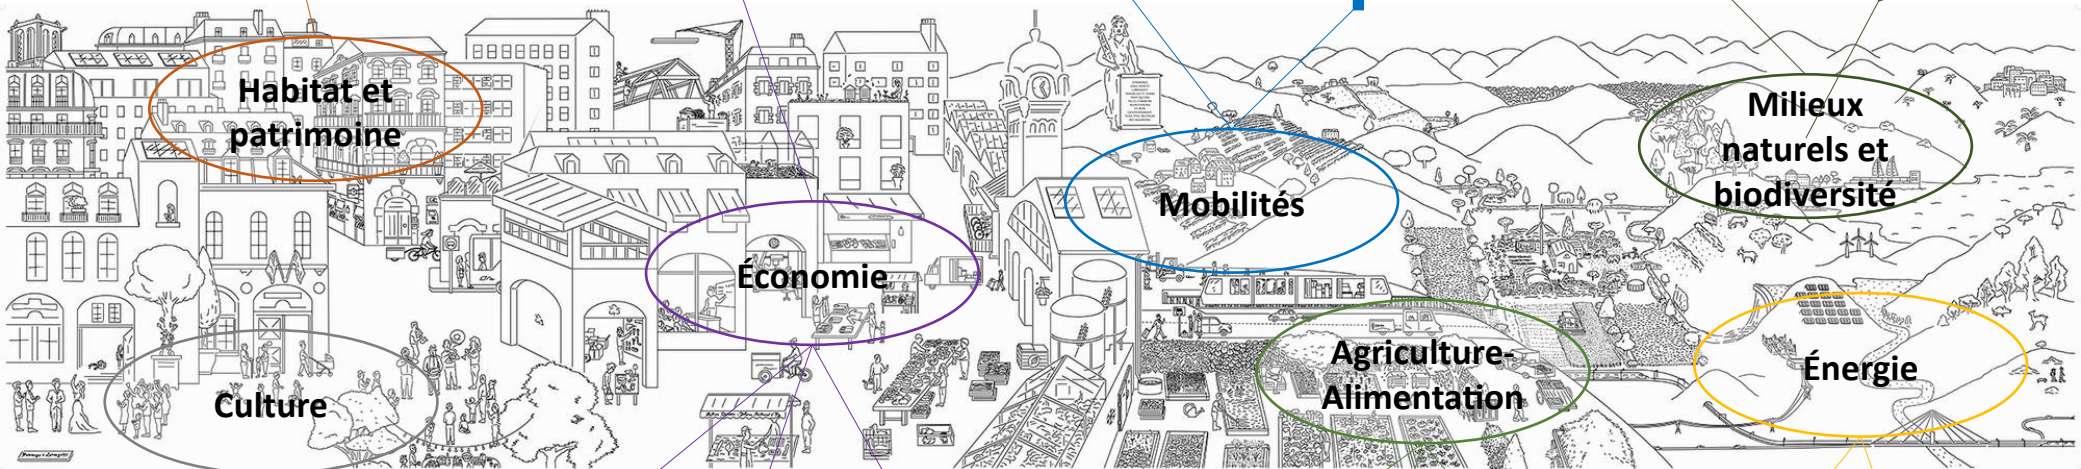 Habitat et
patrimoine
Milieux
naturels et
biodiversité
Mobilités
Économie
Agriculture-
Alimentation
Énergie
Culture